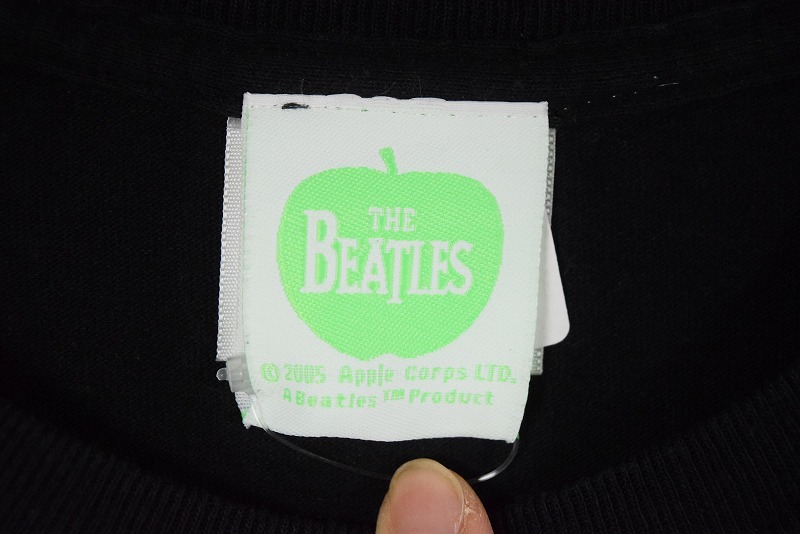 THE
BEATLES
© 2005 Apple Corps LTD.
A Beatles™ Product